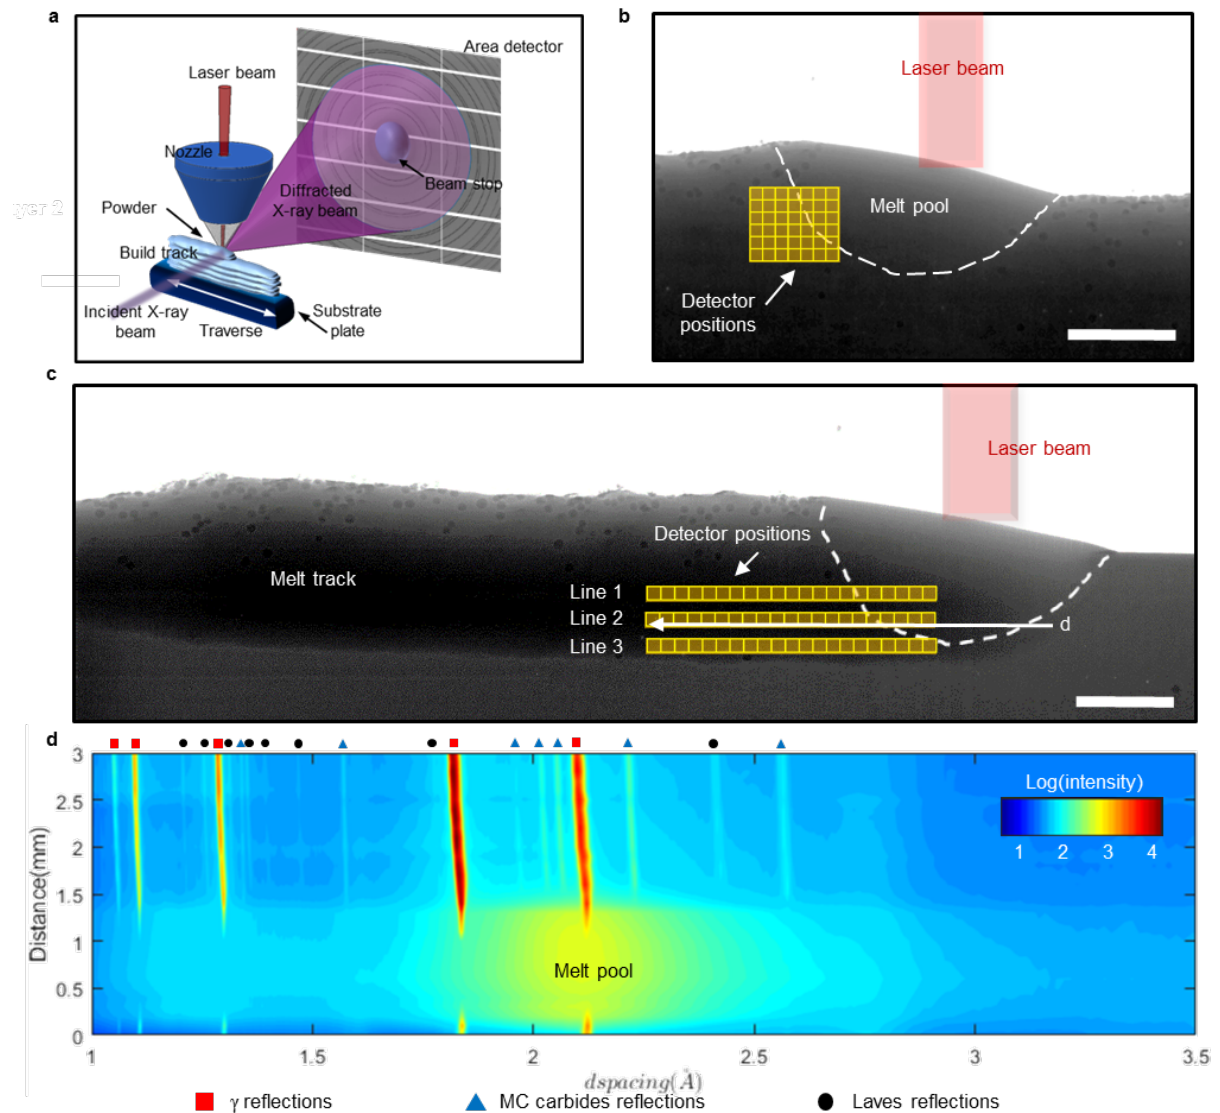 a
Laser beam
Area detector
Nozzle
Diffracted
X-ray beam
Beam stop
yer 2
Powder
Build track
Incident X-ray
beam
Traverse
Substrate
plate
b
Laser beam
Melt pool
Detector
positions
c
Laser beam
Detector positions
Melt track
Line 1
Line 2
Line 3
d
d
Log(intensity)
1 2 3 4
Distance(mm)
3
2.5
2
1.5
1
0.5
0
Melt pool
1 1.5 2 2.5 3 3.5
dspacing(Å)
γ reflections
MC carbides reflections
Laves reflections